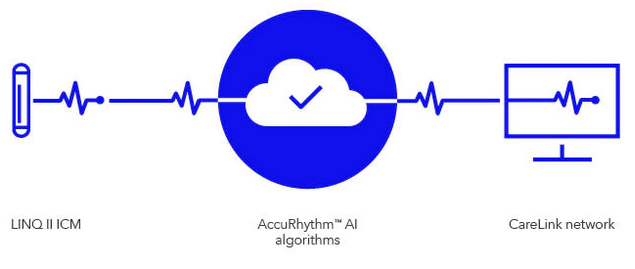 LINQ II ICM
AccuRhythm™ AI
algorithms
CareLink network